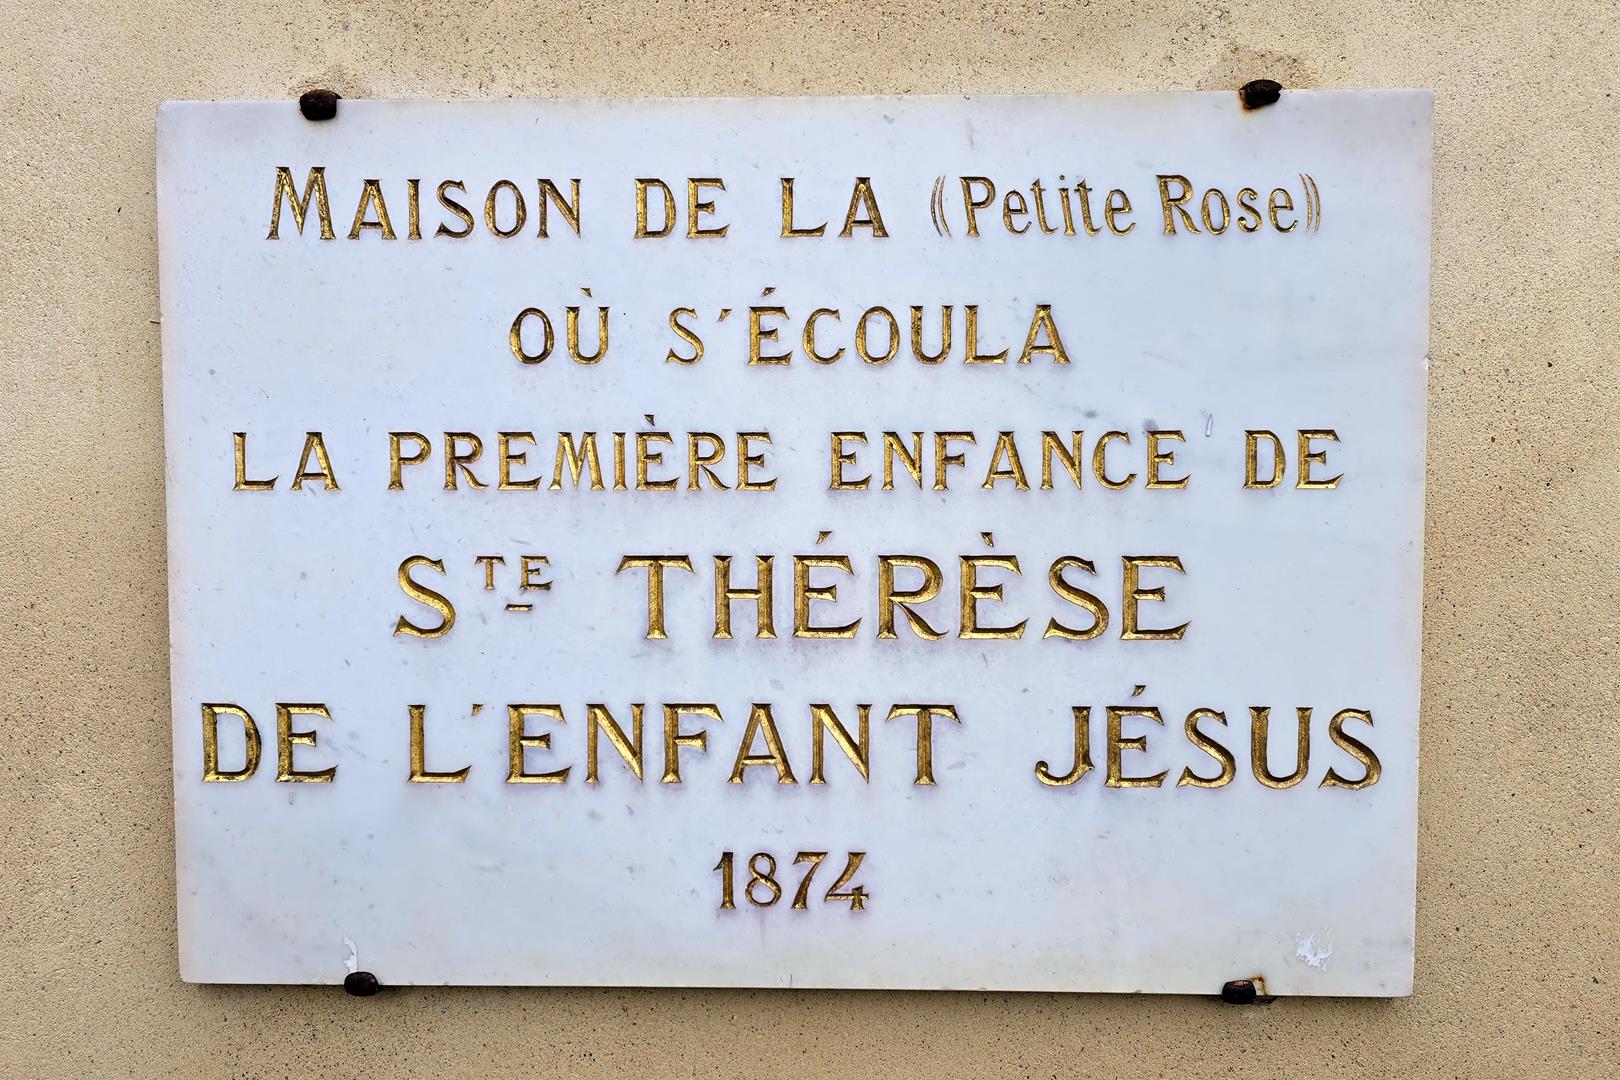 MAISON DE LA ((Petite Rose))
OÙ S'ÉCOULA
LA PREMIÈRE ENFANCE DE
STE THÉRÈSE
DE L'ENFANT JÉSUS
1874